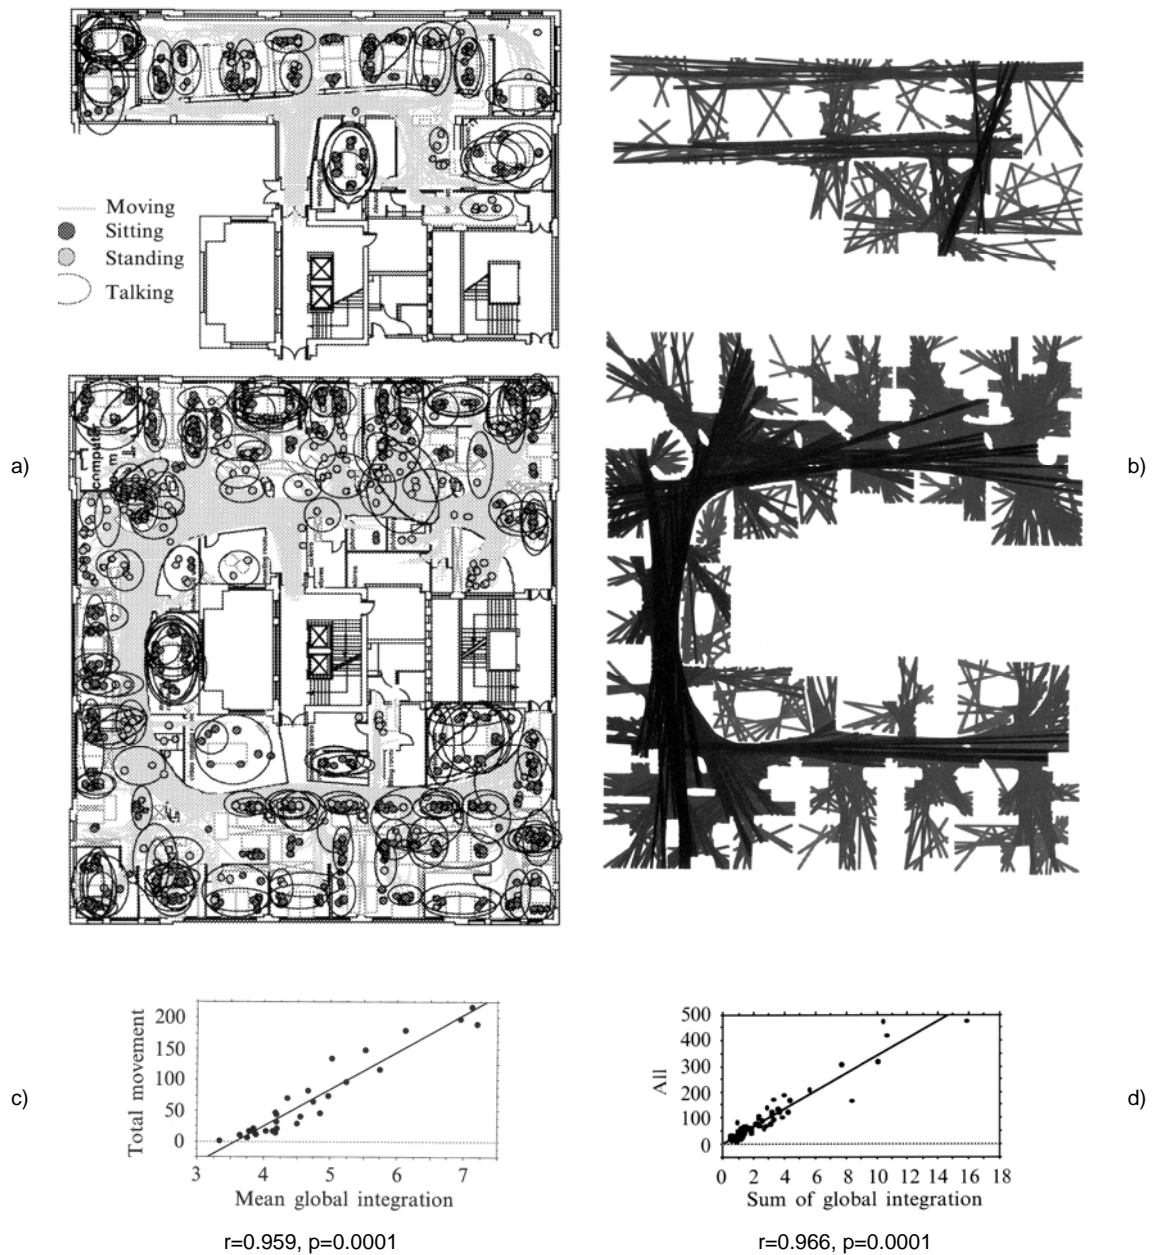 Moving
Sitting
Standing
Talking
computer
a)
b)
c)
d)
Total movement
200
150
100
50
0
3 4 5 6 7
Mean global integration
r=0.959, p=0.0001
All
500
400
300
200
100
0
0 2 4 6 8 10 12 14 16 18
Sum of global integration
r=0.966, p=0.0001